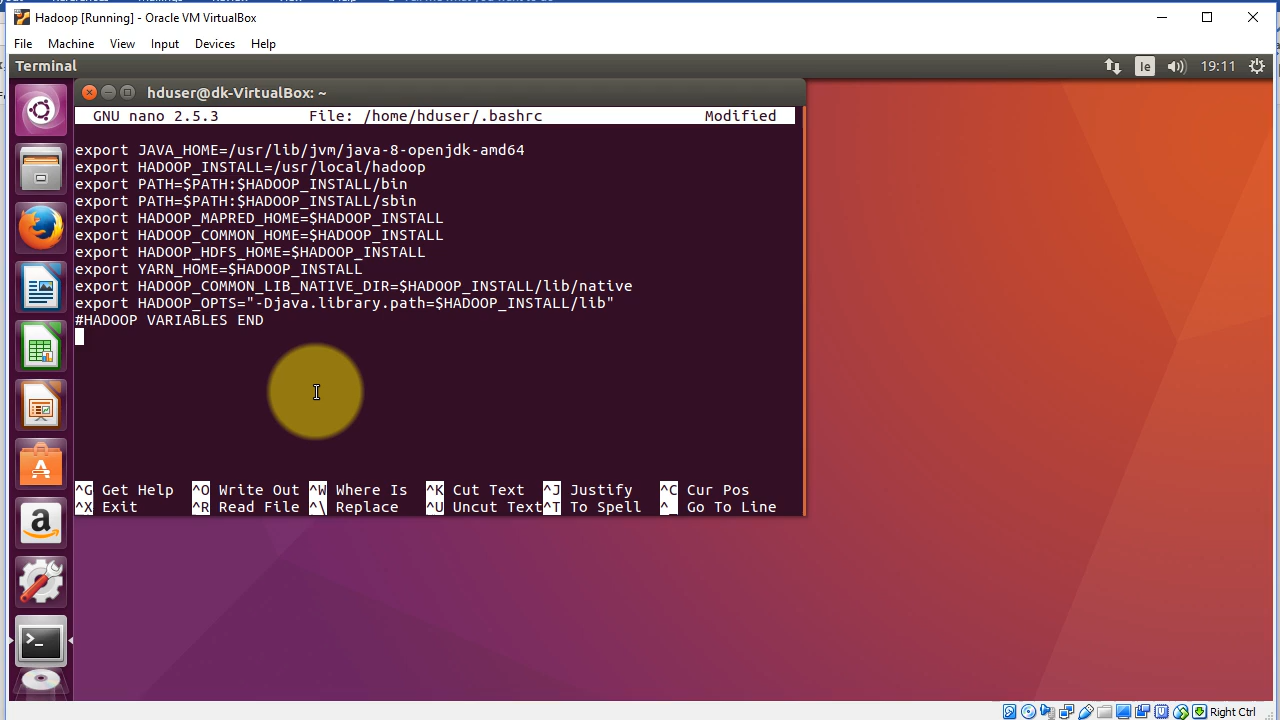 Hadoop [Running] - Oracle VM VirtualBox
File Machine View Input Devices Help
Terminal
Ie
19:11
hduser@dk-VirtualBox: ~
GNU nano 2.5.3 File: /home/hduser/.bashrc Modified
export JAVA_HOME=/usr/lib/jvm/java-8-openjdk-amd64
export HADOOP_INSTALL=/usr/local/hadoop
export PATH=$PATH:$HADOOP_INSTALL/bin
export PATH=$PATH:$HADOOP_INSTALL/sbin
export HADOOP_MAPRED_HOME=$HADOOP_INSTALL
export HADOOP_COMMON_HOME=$HADOOP_INSTALL
export HADOOP_HDFS_HOME=$HADOOP_INSTALL
export YARN_HOME=$HADOOP_INSTALL
export HADOOP_COMMON_LIB_NATIVE_DIR=$HADOOP_INSTALL/lib/native
export HADOOP_OPTS="-Djava.library.path=$HADOOP_INSTALL/lib"
#HADOOP VARIABLES END
^G Get Help ^O Write Out ^W Where Is ^K Cut Text ^J Justify ^C Cur Pos
^X Exit ^R Read File ^\ Replace ^U Uncut Text ^T To Spell ^_ Go To Line
Right Ctrl